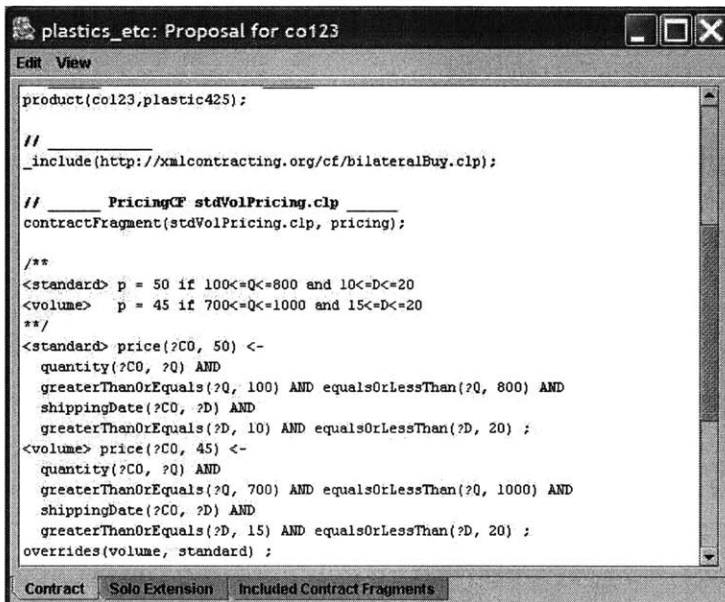 plastics_etc: Proposal for co123
Edit View
product(co123,plastic425);
// ____________
_include(http://xmlcontracting.org/cf/bilateralBuy.clp);
// ______ PricingCF stdVolPricing.clp ______
contractFragment(stdVolPricing.clp, pricing);
/**
<standard> p = 50 if 100<=Q<=800 and 10<=D<=20
<volume> p = 45 if 700<=Q<=1000 and 15<=D<=20
**/
<standard> price(?CO, 50) <-
quantity(?CO, ?Q) AND
greaterThanOrEquals(?Q, 100) AND equalsOrLessThan(?Q, 800) AND
shippingDate(?CO, ?D) AND
greaterThanOrEquals(?D, 10) AND equalsOrLessThan(?D, 20) ;
<volume> price(?CO, 45) <-
quantity(?CO, ?Q) AND
greaterThanOrEquals(?Q, 700) AND equalsOrLessThan(?Q, 1000) AND
shippingDate(?CO, ?D) AND
greaterThanOrEquals(?D, 15) AND equalsOrLessThan(?D, 20) ;
overrides(volume, standard) ;
Contract Solo Extension Included Contract Fragments